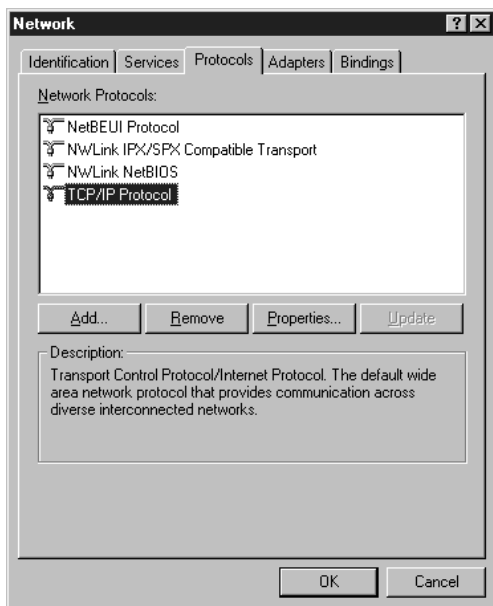 Network
Identification Services Protocols Adapters Bindings
Network Protocols:
NetBEUI Protocol
NWLink IPX/SPX Compatible Transport
NWLink NetBIOS
TCP/IP Protocol
Add... Remove Properties... Update
Description:
Transport Control Protocol/Internet Protocol. The default wide
area network protocol that provides communication across
diverse interconnected networks.
OK Cancel